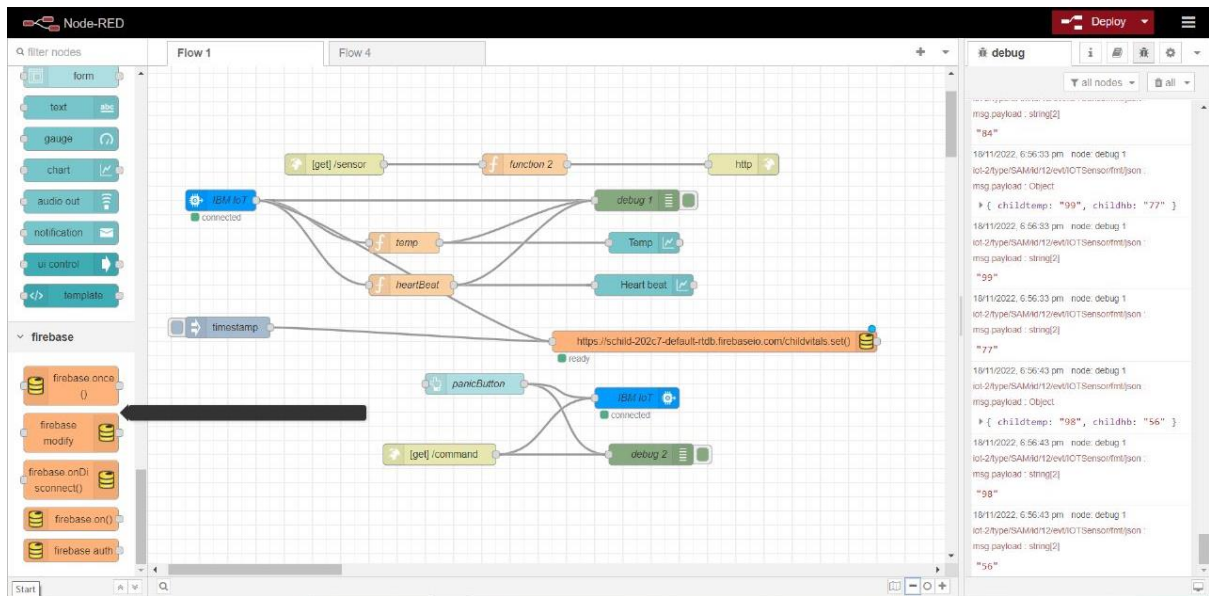 Node-RED
Deploy
filter nodes
Flow 1
Flow 4
debug
i
all nodes
all
form
text
abc
gauge
chart
audio out
notification
ui control
</> template
firebase
firebase once
()
firebase
modify
firebase onDi
sconnect()
firebase on()
firebase auth
Start
[get] /sensor
f
function 2
http
IBM IoT
connected
debug 1
f
temp
Temp
f
heartBeat
Heart beat
timestamp
https://schild-202c7-default-rtdb.firebaseio.com/childvitals.set()
ready
panicButton
IBM IoT
connected
[get] /command
debug 2
msg.payload : string[2]
"84"
18/11/2022, 6:56:33 pm node: debug 1
iot-2/type/SAM/id/12/evt/IOTSensor/fmt/json :
msg.payload : Object
{ childtemp: "99", childhb: "77" }
18/11/2022, 6:56:33 pm node: debug 1
iot-2/type/SAM/id/12/evt/IOTSensor/fmt/json :
msg.payload : string[2]
"99"
18/11/2022, 6:56:33 pm node: debug 1
iot-2/type/SAM/id/12/evt/IOTSensor/fmt/json :
msg.payload : string[2]
"77"
18/11/2022, 6:56:43 pm node: debug 1
iot-2/type/SAM/id/12/evt/IOTSensor/fmt/json :
msg.payload : Object
{ childtemp: "98", childhb: "56" }
18/11/2022, 6:56:43 pm node: debug 1
iot-2/type/SAM/id/12/evt/IOTSensor/fmt/json :
msg.payload : string[2]
"98"
18/11/2022, 6:56:43 pm node: debug 1
iot-2/type/SAM/id/12/evt/IOTSensor/fmt/json :
msg.payload : string[2]
"56"